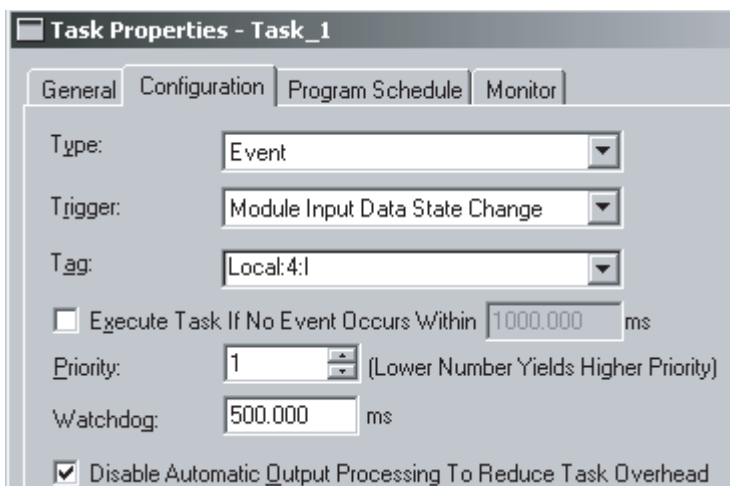 Task Properties - Task_1
General Configuration Program Schedule Monitor
Type: Event
Trigger: Module Input Data State Change
Tag: Local:4:I
Execute Task If No Event Occurs Within 1000.000 ms
Priority: 1 (Lower Number Yields Higher Priority)
Watchdog: 500.000 ms
Disable Automatic Output Processing To Reduce Task Overhead